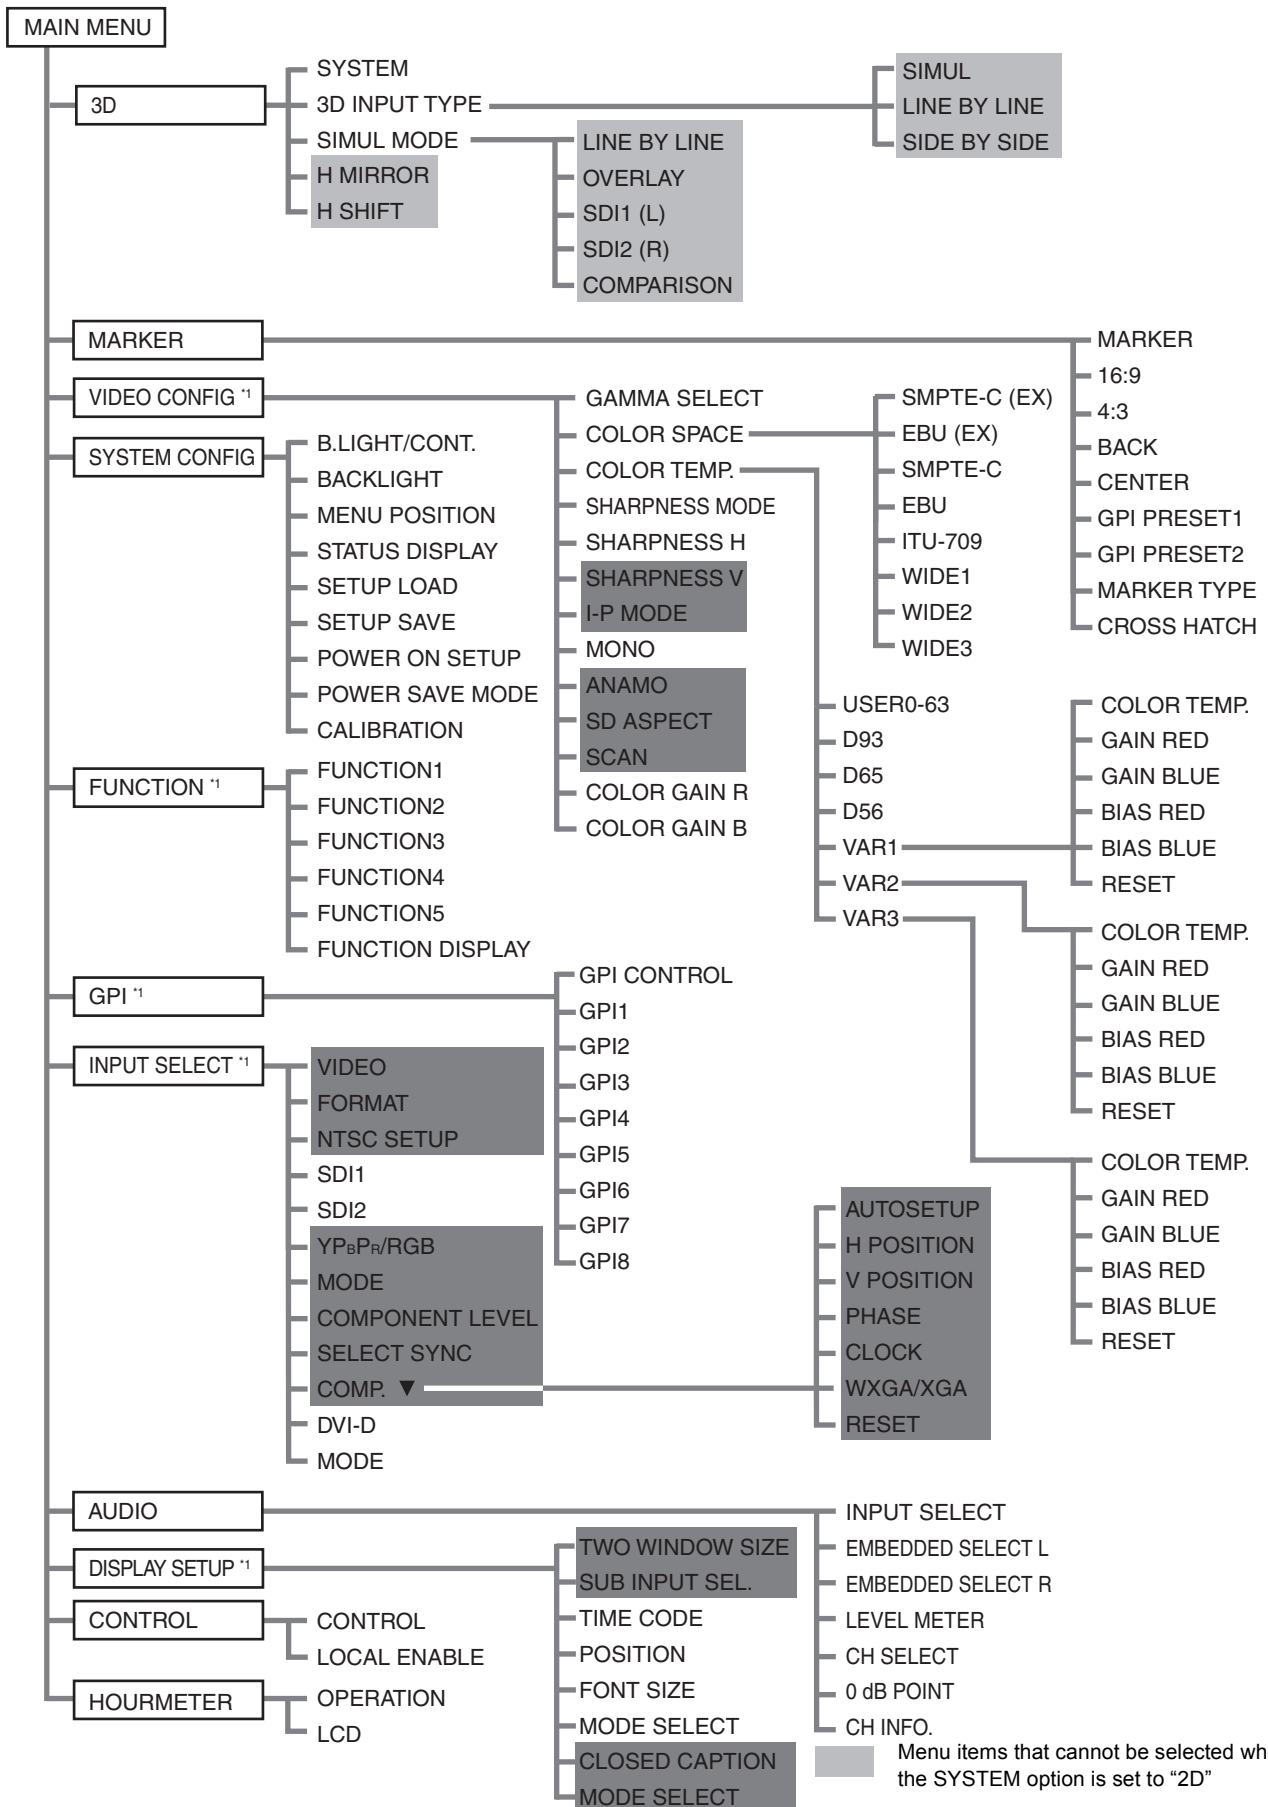 MAIN MENU
3D
SYSTEM
3D INPUT TYPE
SIMUL MODE
H MIRROR
H SHIFT
LINE BY LINE
OVERLAY
SDI1 (L)
SDI2 (R)
COMPARISON
SIMUL
LINE BY LINE
SIDE BY SIDE
MARKER
MARKER
16:9
4:3
BACK
CENTER
GPI PRESET1
GPI PRESET2
MARKER TYPE
CROSS HATCH
VIDEO CONFIG *1
GAMMA SELECT
COLOR SPACE
COLOR TEMP.
SHARPNESS MODE
SHARPNESS H
SHARPNESS V
I-P MODE
MONO
ANAMO
SD ASPECT
SCAN
COLOR GAIN R
COLOR GAIN B
SMPTE-C (EX)
EBU (EX)
SMPTE-C
EBU
ITU-709
WIDE1
WIDE2
WIDE3
USER0-63
D93
D65
D56
VAR1
VAR2
VAR3
COLOR TEMP.
GAIN RED
GAIN BLUE
BIAS RED
BIAS BLUE
RESET
COLOR TEMP.
GAIN RED
GAIN BLUE
BIAS RED
BIAS BLUE
RESET
COLOR TEMP.
GAIN RED
GAIN BLUE
BIAS RED
BIAS BLUE
RESET
SYSTEM CONFIG
B.LIGHT/CONT.
BACKLIGHT
MENU POSITION
STATUS DISPLAY
SETUP LOAD
SETUP SAVE
POWER ON SETUP
POWER SAVE MODE
CALIBRATION
FUNCTION *1
FUNCTION1
FUNCTION2
FUNCTION3
FUNCTION4
FUNCTION5
FUNCTION DISPLAY
GPI *1
GPI CONTROL
GPI1
GPI2
GPI3
GPI4
GPI5
GPI6
GPI7
GPI8
INPUT SELECT *1
VIDEO
FORMAT
NTSC SETUP
SDI1
SDI2
YPBPR/RGB
MODE
COMPONENT LEVEL
SELECT SYNC
COMP. ▼
DVI-D
MODE
AUTOSETUP
H POSITION
V POSITION
PHASE
CLOCK
WXGA/XGA
RESET
AUDIO
INPUT SELECT
EMBEDDED SELECT L
EMBEDDED SELECT R
LEVEL METER
CH SELECT
0 dB POINT
CH INFO.
DISPLAY SETUP *1
TWO WINDOW SIZE
SUB INPUT SEL.
TIME CODE
POSITION
FONT SIZE
MODE SELECT
CLOSED CAPTION
MODE SELECT
CONTROL
CONTROL
LOCAL ENABLE
HOURMETER
OPERATION
LCD
Menu items that cannot be selected wh
the SYSTEM option is set to “2D”